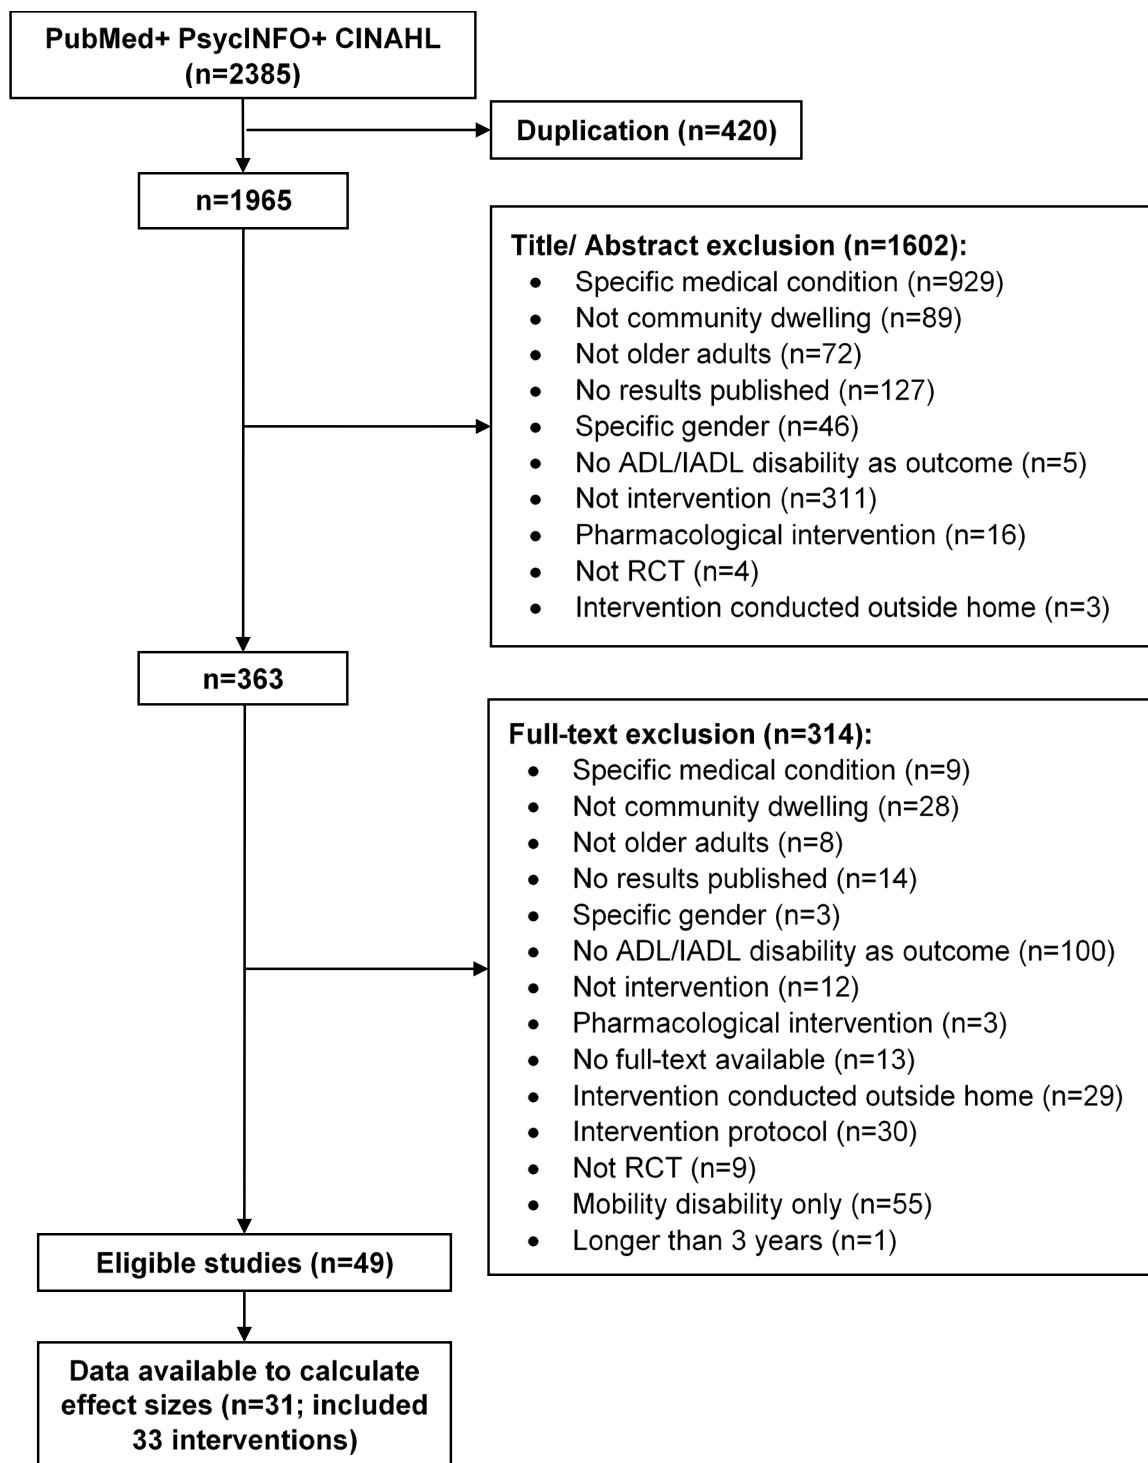 PubMed+ PsycINFO+ CINAHL
(n=2385)
Duplication (n=420)
n=1965
Title/ Abstract exclusion (n=1602):
• Specific medical condition (n=929)
• Not community dwelling (n=89)
• Not older adults (n=72)
• No results published (n=127)
• Specific gender (n=46)
• No ADL/IADL disability as outcome (n=5)
• Not intervention (n=311)
• Pharmacological intervention (n=16)
• Not RCT (n=4)
• Intervention conducted outside home (n=3)
n=363
Full-text exclusion (n=314):
• Specific medical condition (n=9)
• Not community dwelling (n=28)
• Not older adults (n=8)
• No results published (n=14)
• Specific gender (n=3)
• No ADL/IADL disability as outcome (n=100)
• Not intervention (n=12)
• Pharmacological intervention (n=3)
• No full-text available (n=13)
• Intervention conducted outside home (n=29)
• Intervention protocol (n=30)
• Not RCT (n=9)
• Mobility disability only (n=55)
• Longer than 3 years (n=1)
Eligible studies (n=49)
Data available to calculate
effect sizes (n=31; included
33 interventions)